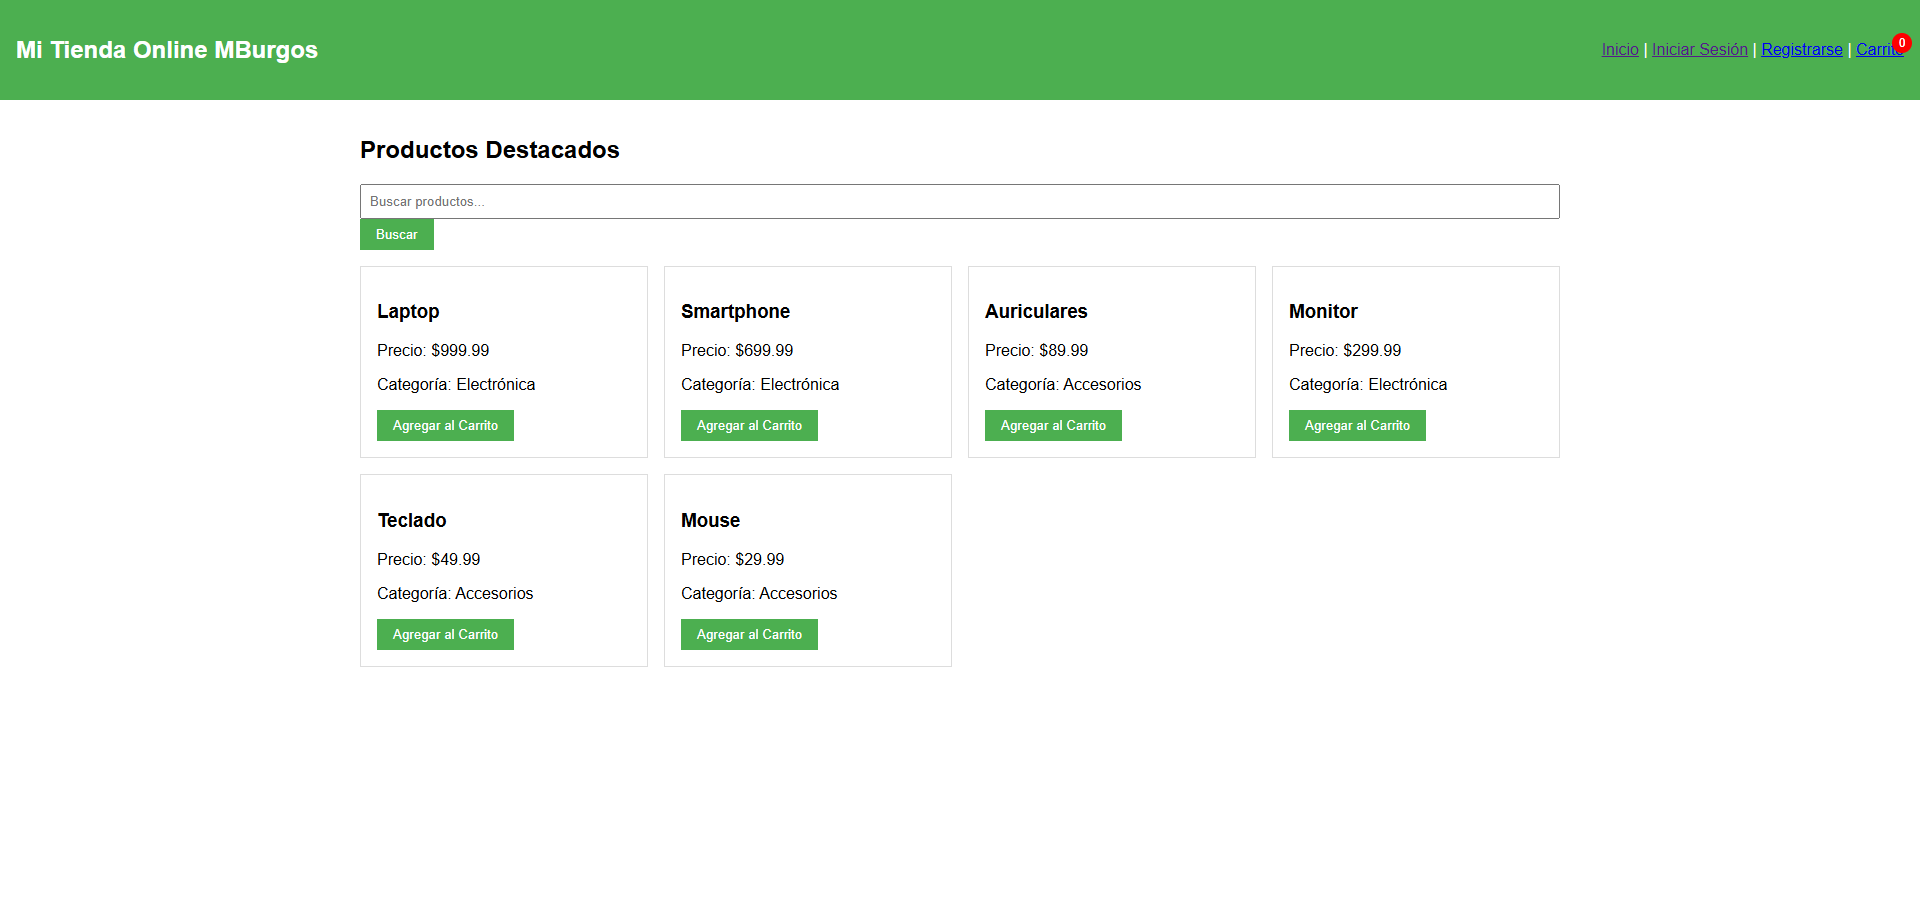 Mi Tienda Online MBurgos
Inicio | Iniciar Sesión | Registrarse | Carrito 0
Productos Destacados
Buscar productos...
Buscar
Laptop
Precio: $999.99
Categoría: Electrónica
Agregar al Carrito
Smartphone
Precio: $699.99
Categoría: Electrónica
Agregar al Carrito
Auriculares
Precio: $89.99
Categoría: Accesorios
Agregar al Carrito
Monitor
Precio: $299.99
Categoría: Electrónica
Agregar al Carrito
Teclado
Precio: $49.99
Categoría: Accesorios
Agregar al Carrito
Mouse
Precio: $29.99
Categoría: Accesorios
Agregar al Carrito